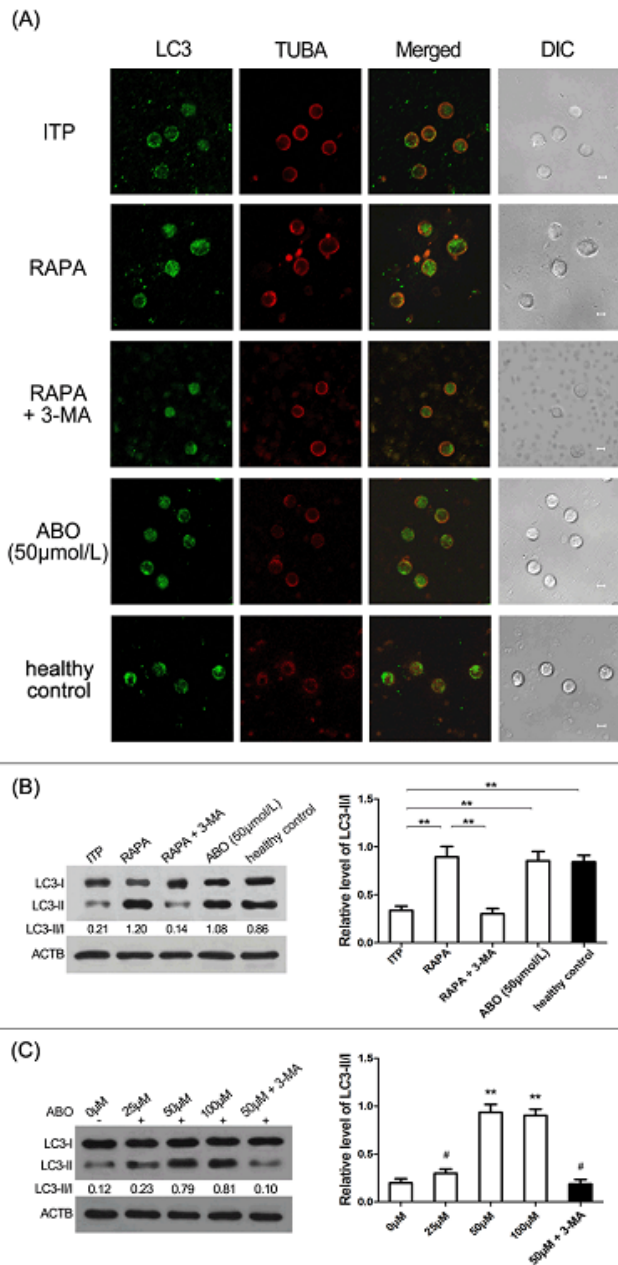 (A)
LC3 TUBA Merged DIC
ITP
RAPA
RAPA
+ 3-MA
ABO
(50μmol/L)
healthy
control
(B)
ITP RAPA RAPA + 3-MA ABO (50μmol/L) healthy control
LC3-I
LC3-II
LC3-II/I 0.21 1.20 0.14 1.08 0.86
ACTB
Relative level of LC3-II/I
1.5
1.0
0.5
0.0
**
**
** **
ITP RAPA RAPA + 3-MA ABO (50μmol/L) healthy control
(C)
0μM 25μM 50μM 100μM 50μM + 3-MA
ABO - + + + +
LC3-I
LC3-II
LC3-II/I 0.12 0.23 0.79 0.81 0.10
ACTB
Relative level of LC3-II/I
1.5
1.0
0.5
0.0
# ** ** #
0μM 25μM 50μM 100μM 50μM + 3-MA